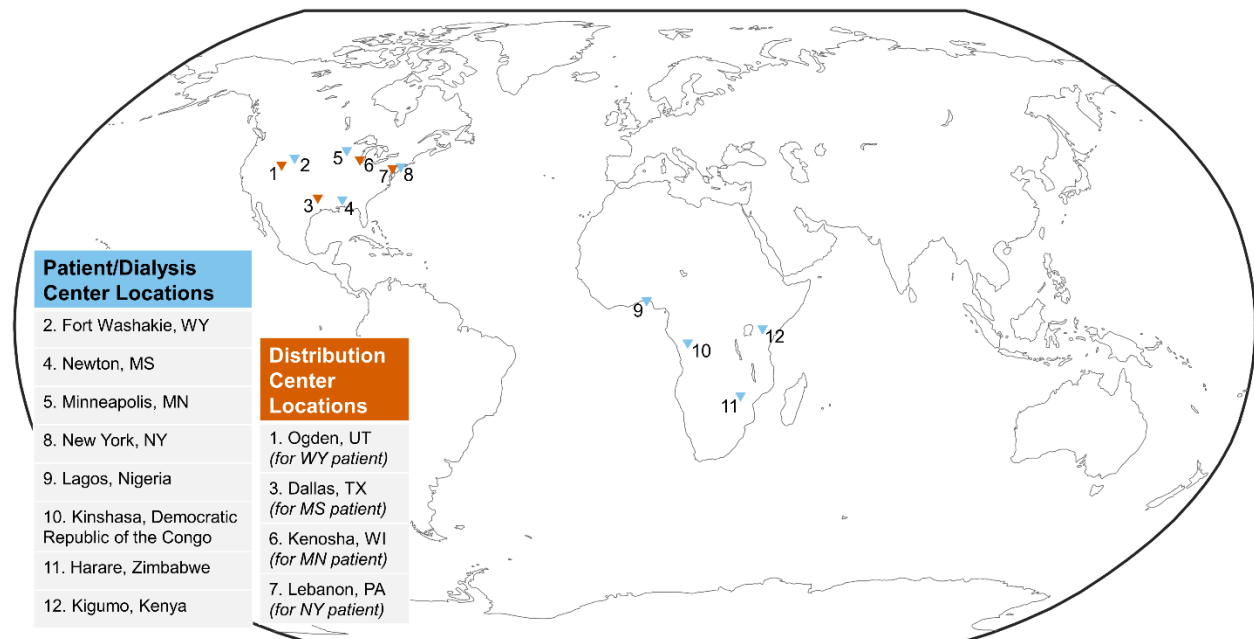 1
2
3
4
5
6
7
8
9
10
11
12
Patient/Dialysis
Center Locations
2. Fort Washakie, WY
4. Newton, MS
5. Minneapolis, MN
8. New York, NY
9. Lagos, Nigeria
10. Kinshasa, Democratic
Republic of the Congo
11. Harare, Zimbabwe
12. Kigumo, Kenya
Distribution
Center
Locations
1. Ogden, UT
(for WY patient)
3. Dallas, TX
(for MS patient)
6. Kenosha, WI
(for MN patient)
7. Lebanon, PA
(for NY patient)